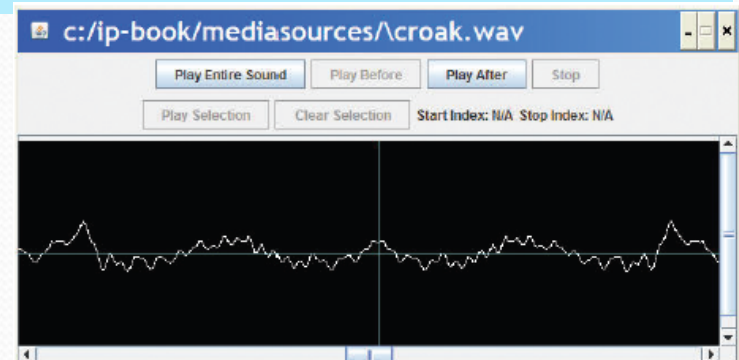 c:/ip-book/mediasources/\croak.wav
Play Entire Sound Play Before Play After Stop
Play Selection Clear Selection Start Index: N/A Stop Index: N/A